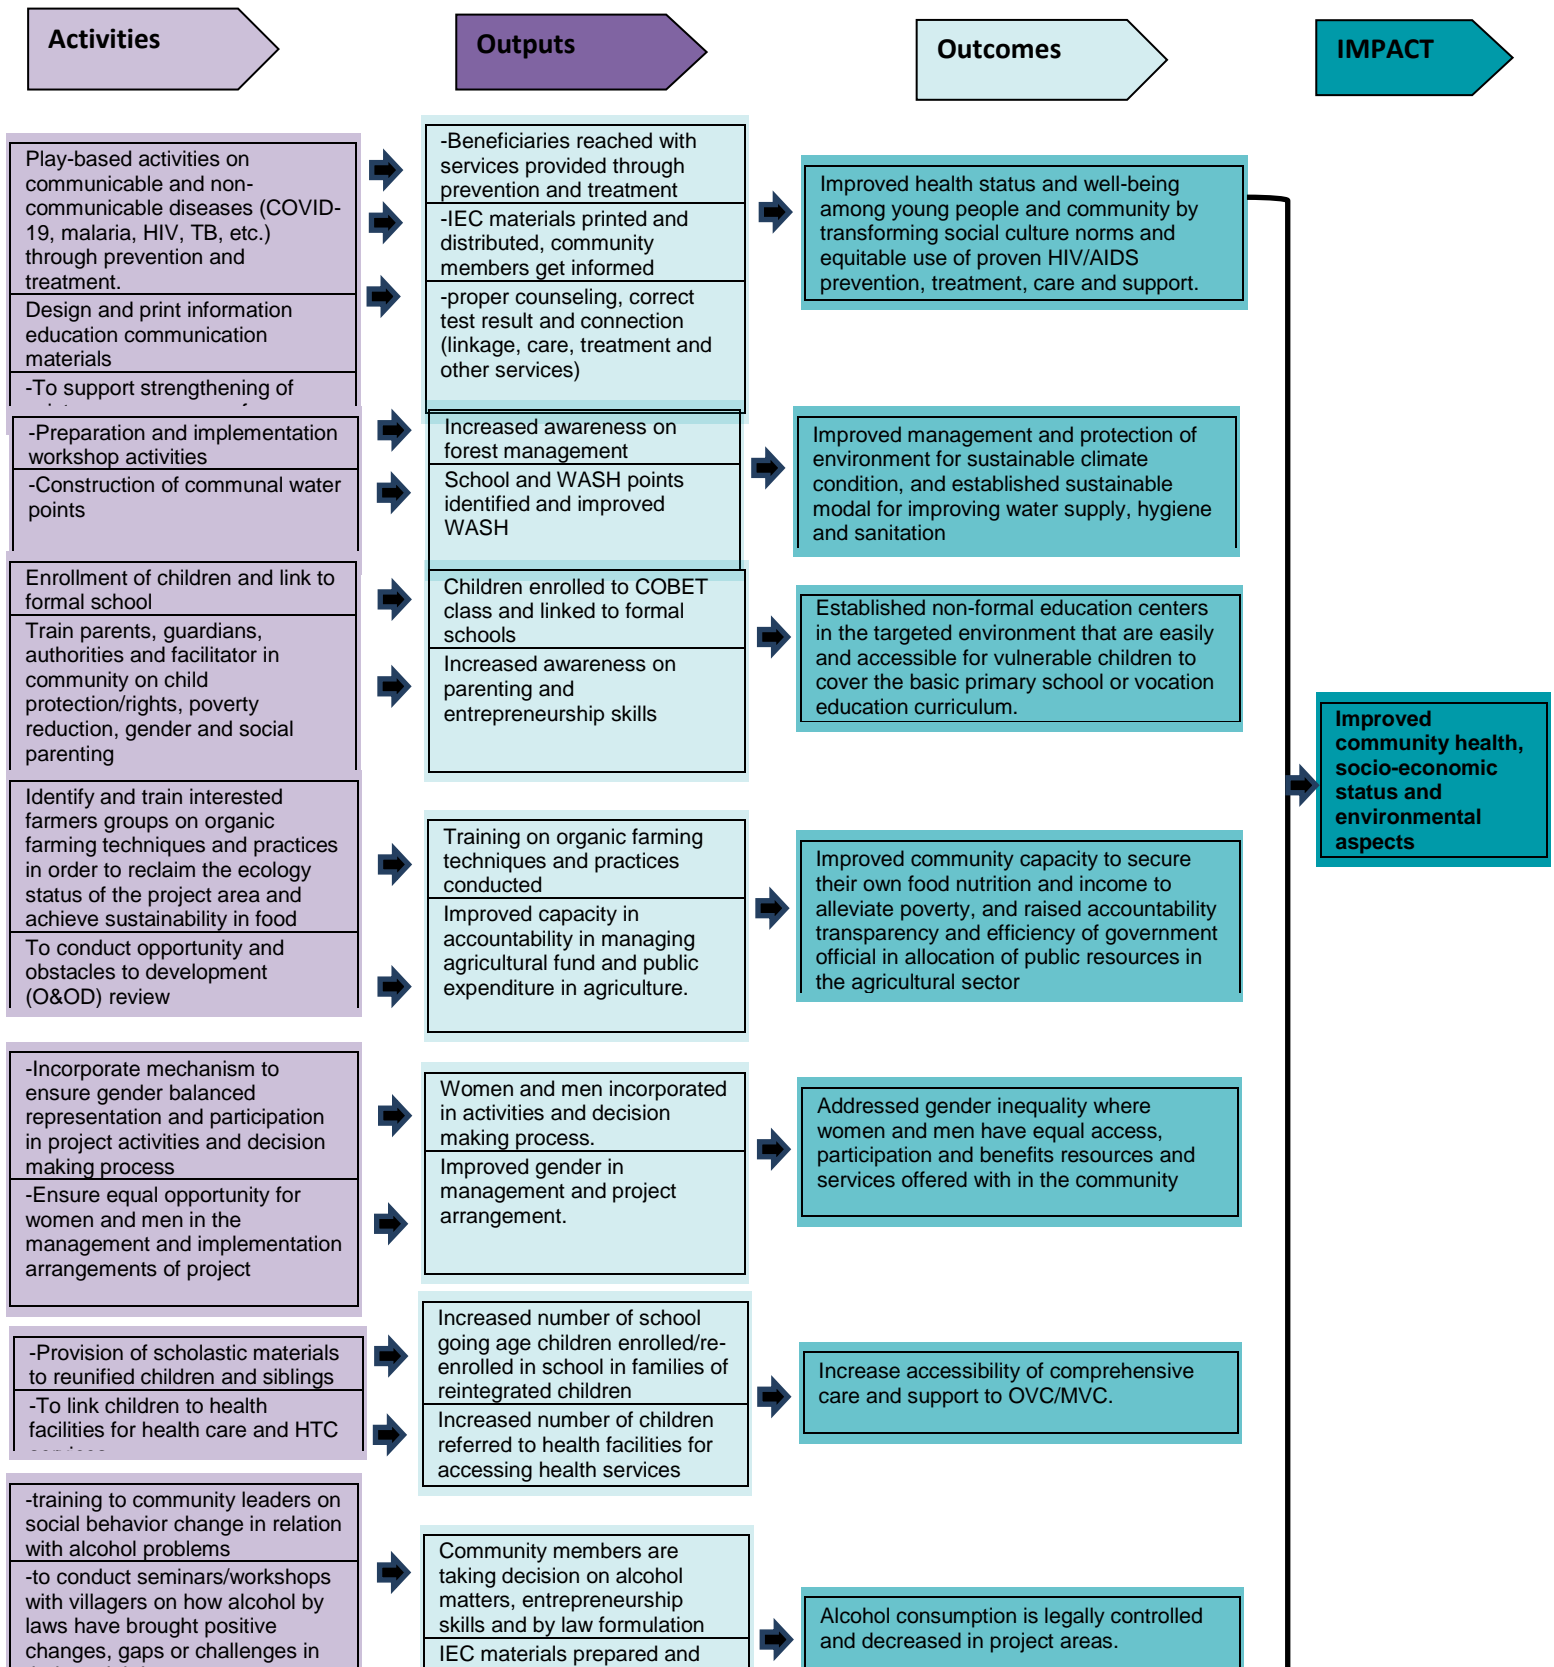 Activities
Outputs
Outcomes
IMPACT
Play-based activities on
communicable and non-
communicable diseases (COVID-
19, malaria, HIV, TB, etc.)
through prevention and
treatment.
Design and print information
education communication
materials
-To support strengthening of
-Beneficiaries reached with
services provided through
prevention and treatment
-IEC materials printed and
distributed, community
members get informed
-proper counseling, correct
test result and connection
(linkage, care, treatment and
other services)
Improved health status and well-being
among young people and community by
transforming social culture norms and
equitable use of proven HIV/AIDS
prevention, treatment, care and support.
-Preparation and implementation
workshop activities
-Construction of communal water
points
Increased awareness on
forest management
School and WASH points
identified and improved
WASH
Improved management and protection of
environment for sustainable climate
condition, and established sustainable
modal for improving water supply, hygiene
and sanitation
Enrollment of children and link to
formal school
Train parents, guardians,
authorities and facilitator in
community on child
protection/rights, poverty
reduction, gender and social
parenting
Children enrolled to COBET
class and linked to formal
schools
Increased awareness on
parenting and
entrepreneurship skills
Established non-formal education centers
in the targeted environment that are easily
and accessible for vulnerable children to
cover the basic primary school or vocation
education curriculum.
Improved
community health,
socio-economic
status and
environmental
aspects
Identify and train interested
farmers groups on organic
farming techniques and practices
in order to reclaim the ecology
status of the project area and
achieve sustainability in food
To conduct opportunity and
obstacles to development
(O&OD) review
Training on organic farming
techniques and practices
conducted
Improved capacity in
accountability in managing
agricultural fund and public
expenditure in agriculture.
Improved community capacity to secure
their own food nutrition and income to
alleviate poverty, and raised accountability
transparency and efficiency of government
official in allocation of public resources in
the agricultural sector
-Incorporate mechanism to
ensure gender balanced
representation and participation
in project activities and decision
making process
-Ensure equal opportunity for
women and men in the
management and implementation
arrangements of project
Women and men incorporated
in activities and decision
making process.
Improved gender in
management and project
arrangement.
Addressed gender inequality where
women and men have equal access,
participation and benefits resources and
services offered with in the community
-Provision of scholastic materials
to reunified children and siblings
-To link children to health
facilities for health care and HTC
Increased number of school
going age children enrolled/re-
enrolled in school in families of
reintegrated children
Increased number of children
referred to health facilities for
accessing health services
Increase accessibility of comprehensive
care and support to OVC/MVC.
-training to community leaders on
social behavior change in relation
with alcohol problems
-to conduct seminars/workshops
with villagers on how alcohol by
laws have brought positive
changes, gaps or challenges in
Community members are
taking decision on alcohol
matters, entrepreneurship
skills and by law formulation
IEC materials prepared and
Alcohol consumption is legally controlled
and decreased in project areas.